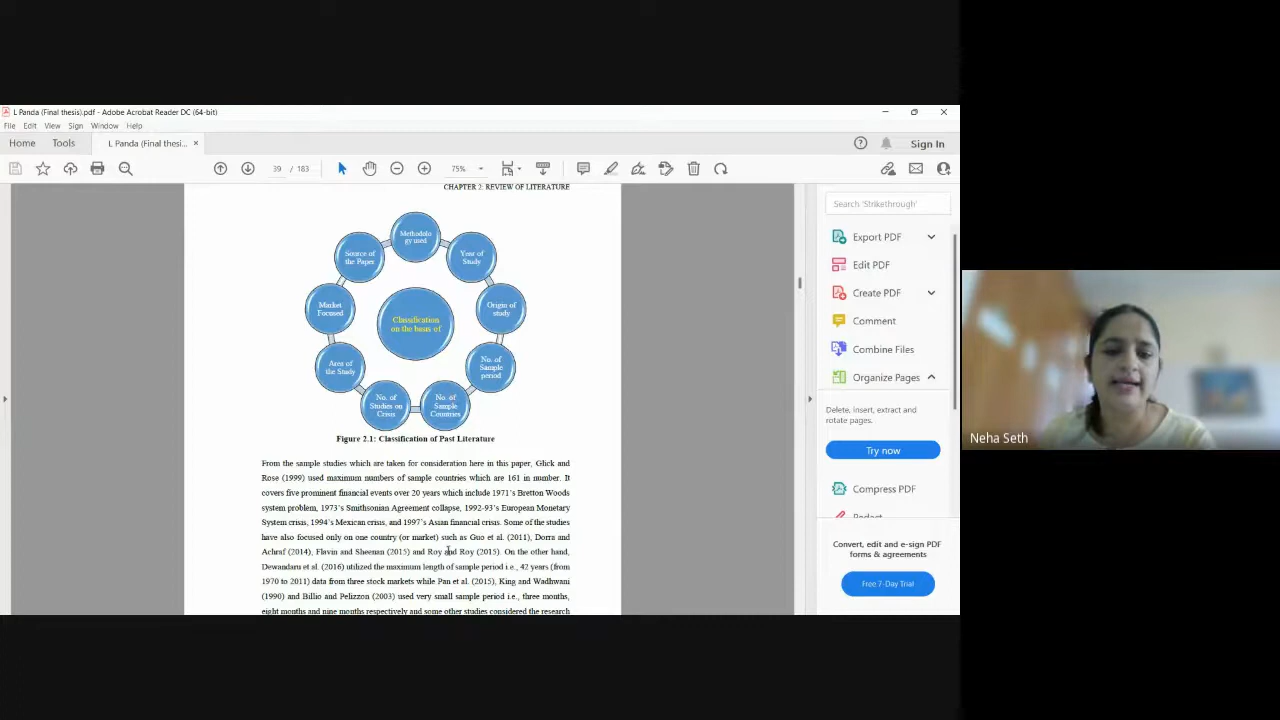 L Panda (Final thesis).pdf - Adobe Acrobat Reader DC (64-bit)
File Edit View Sign Window Help
Home Tools L Panda (Final thesi... × Sign In
39 / 183 75%
CHAPTER 2: REVIEW OF LITERATURE
Methodolo
gy used
Year of
Study
Origin of
study
No. of
Sample
period
No. of
Sample
Countries
No. of
Studies on
Crisis
Area of
the Study
Market
Focused
Source of
the Paper
Classification
on the basis of
Figure 2.1: Classification of Past Literature
From the sample studies which are taken for consideration here in this paper, Glick and
Rose (1999) used maximum numbers of sample countries which are 161 in number. It
covers five prominent financial events over 20 years which include 1971's Bretton Woods
system problem, 1973's Smithsonian Agreement collapse, 1992-93's European Monetary
System crisis, 1994's Mexican crisis, and 1997's Asian financial crisis. Some of the studies
have also focused only on one country (or market) such as Guo et al. (2011), Dorra and
Achraf (2014), Flavin and Sheenan (2015) and Roy and Roy (2015). On the other hand,
Dewandaru et al. (2016) utilized the maximum length of sample period i.e., 42 years (from
1970 to 2011) data from three stock markets while Pan et al. (2015), King and Wadhwani
(1990) and Billio and Pelizzon (2003) used very small sample period i.e., three months,
eight months and nine months respectively and some other studies considered the research
Search 'Strikethrough'
Export PDF
Edit PDF
Create PDF
Comment
Combine Files
Organize Pages
Delete, insert, extract and
rotate pages.
Try now
Compress PDF
Redact
Convert, edit and e-sign PDF
forms & agreements
Free 7-Day Trial
Neha Seth